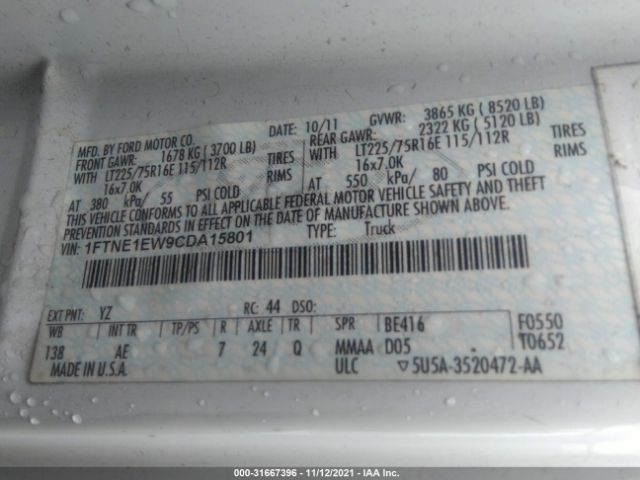 MFD. BY FORD MOTOR CO.
DATE: 10/11 GVWR: 3865 KG ( 8520 LB)
FRONT GAWR: 1678 KG (3700 LB) REAR GAWR: 2322 KG ( 5120 LB)
WITH LT225/75R16E 115/112R TIRES WITH LT225/75R16E 115/112R TIRES
16x7.0K RIMS 16x7.0K RIMS
AT 380 kPa/ 55 PSI COLD AT 550 kPa/ 80 PSI COLD
THIS VEHICLE CONFORMS TO ALL APPLICABLE FEDERAL MOTOR VEHICLE SAFETY AND THEFT
PREVENTION STANDARDS IN EFFECT ON THE DATE OF MANUFACTURE SHOWN ABOVE.
VIN: 1FTNE1EW9CDA15801 TYPE: Truck
EXT PNT: YZ RC: 44 DSO:
WB INT TR TP/PS R AXLE TR SPR BE416 F0550
138 AE 7 24 Q MMAA D05 T0652
MADE IN U.S.A. ULC ▽5U5A-3520472-AA
000-31667396 - 11/12/2021 - IAA Inc.